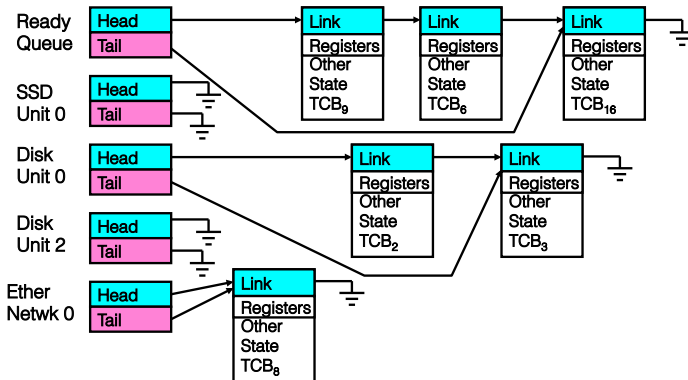 Ready
Queue
Head
Tail
Link
Registers
Other
State
TCB₉
Link
Registers
Other
State
TCB₆
Link
Registers
Other
State
TCB₁₆
SSD
Unit 0
Head
Tail
Disk
Unit 0
Head
Tail
Link
Registers
Other
State
TCB₂
Link
Registers
Other
State
TCB₃
Disk
Unit 2
Head
Tail
Ether
Netwk 0
Head
Tail
Link
Registers
Other
State
TCB₈